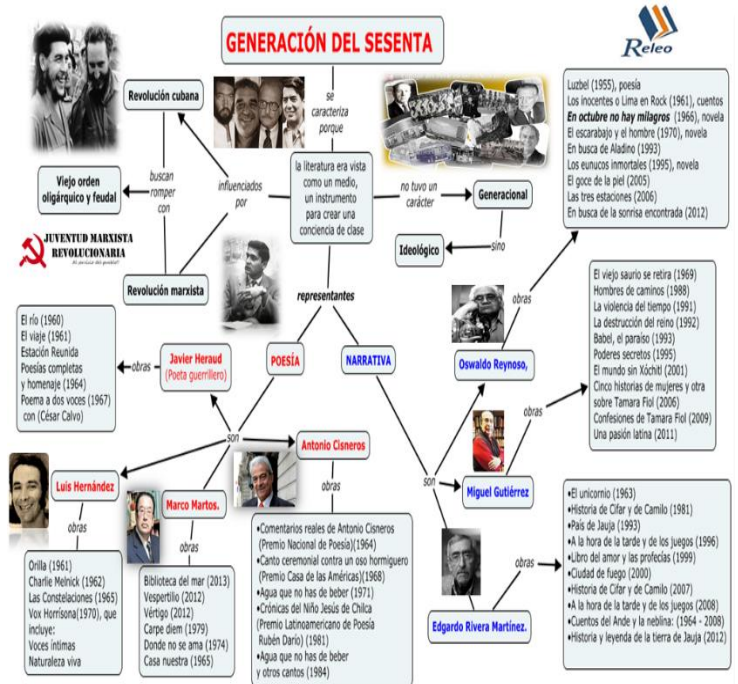 GENERACIÓN DEL SESENTA
Releo
se
caracteriza
porque
la literatura era vista
como un medio,
un instrumento
para crear una
conciencia de clase
influenciados
por
Revolución cubana
buscan
romper
con
Viejo orden
oligárquico y feudal
Revolución marxista
JUVENTUD MARXISTA
REVOLUCIONARIA
no tuvo un
carácter
Generacional
sino
Ideológico
representantes
POESÍA
NARRATIVA
son
Javier Heraud
(Poeta guerrillero)
obras
El río (1960)
El viaje (1961)
Estación Reunida
Poesías completas
y homenaje (1964)
Poema a dos voces (1967)
con (César Calvo)
Luis Hernández
obras
Orilla (1961)
Charlie Melnick (1962)
Las Constelaciones (1965)
Vox Horrísona(1970), que
incluye:
Voces íntimas
Naturaleza viva
Marco Martos.
obras
Biblioteca del mar (2013)
Vespertilio (2012)
Vértigo (2012)
Carpe diem (1979)
Donde no se ama (1974)
Casa nuestra (1965)
Antonio Cisneros
obras
•Comentarios reales de Antonio Cisneros
(Premio Nacional de Poesía)(1964)
•Canto ceremonial contra un oso hormiguero
(Premio Casa de las Américas)(1968)
•Agua que no has de beber (1971)
•Crónicas del Niño Jesús de Chilca
(Premio Latinoamericano de Poesía
Rubén Darío) (1981)
•Agua que no has de beber
y otros cantos (1984)
son
Oswaldo Reynoso,
obras
Luzbel (1955), poesía
Los inocentes o Lima en Rock (1961), cuentos
En octubre no hay milagros (1966), novela
El escarabajo y el hombre (1970), novela
En busca de Aladino (1993)
Los eunucos inmortales (1995), novela
El goce de la piel (2005)
Las tres estaciones (2006)
En busca de la sonrisa encontrada (2012)
Miguel Gutiérrez
obras
El viejo saurio se retira (1969)
Hombres de caminos (1988)
La violencia del tiempo (1991)
La destrucción del reino (1992)
Babel, el paraíso (1993)
Poderes secretos (1995)
El mundo sin Xóchitl (2001)
Cinco historias de mujeres y otra
sobre Tamara Fiol (2006)
Confesiones de Tamara Fiol (2009)
Una pasión latina (2011)
Edgardo Rivera Martínez.
obras
•El unicornio (1963)
•Historia de Cifar y de Camilo (1981)
•País de Jauja (1993)
•A la hora de la tarde y de los juegos (1996)
•Libro del amor y las profecías (1999)
•Ciudad de fuego (2000)
•Historia de Cifar y de Camilo (2007)
•A la hora de la tarde y de los juegos (2008)
•Cuentos del Ande y la neblina: (1964 - 2008)
•Historia y leyenda de la tierra de Jauja (2012)